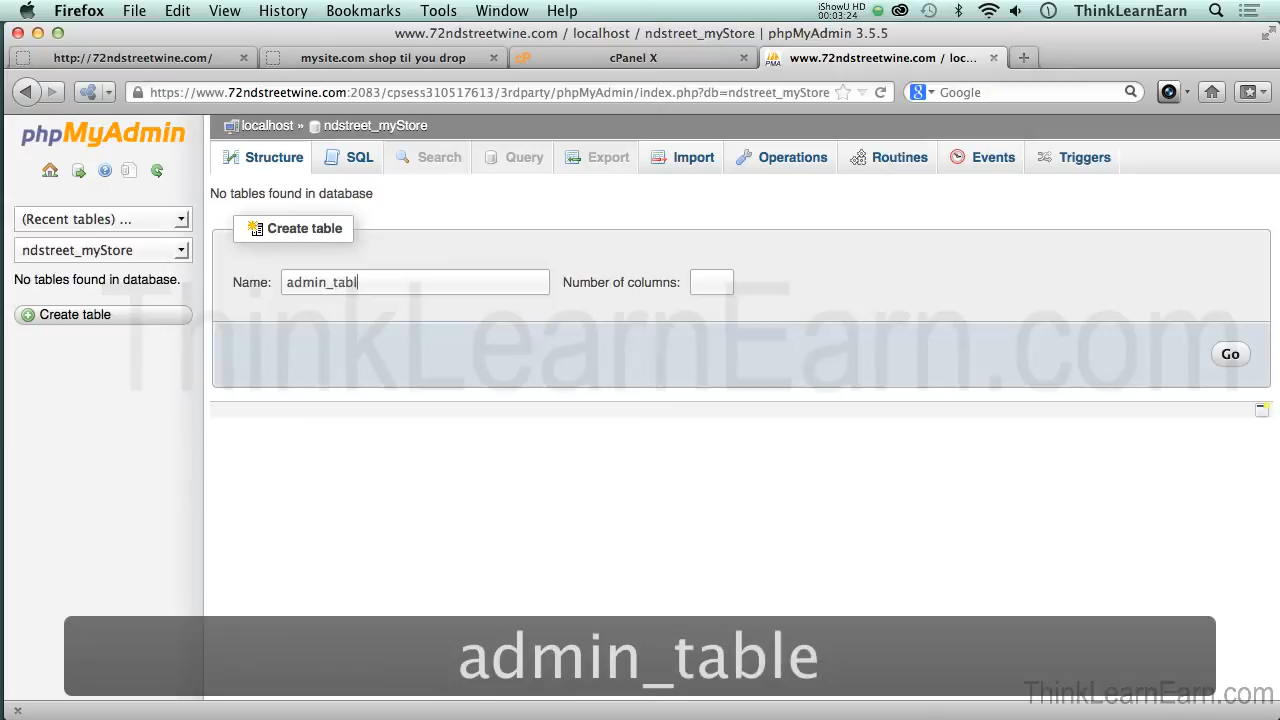 Firefox File Edit View History Bookmarks Tools Window Help iShowU HD 00:03:24 ThinkLearnEarn
www.72ndstreetwine.com / localhost / ndstreet_myStore | phpMyAdmin 3.5.5
http://72ndstreetwine.com/ mysite.com shop til you drop cP cPanel X PMA www.72ndstreetwine.com / loc...
https://www.72ndstreetwine.com:2083/cpsess310517613/3rdparty/phpMyAdmin/index.php?db=ndstreet_myStore Google
phpMyAdmin
localhost » ndstreet_myStore
Structure SQL Search Query Export Import Operations Routines Events Triggers
(Recent tables) ...
ndstreet_myStore
No tables found in database.
Create table
No tables found in database
Create table
Name: admin_tabl Number of columns:
Go
ThinkLearnEarn.com
admin_table
ThinkLearnEarn.com